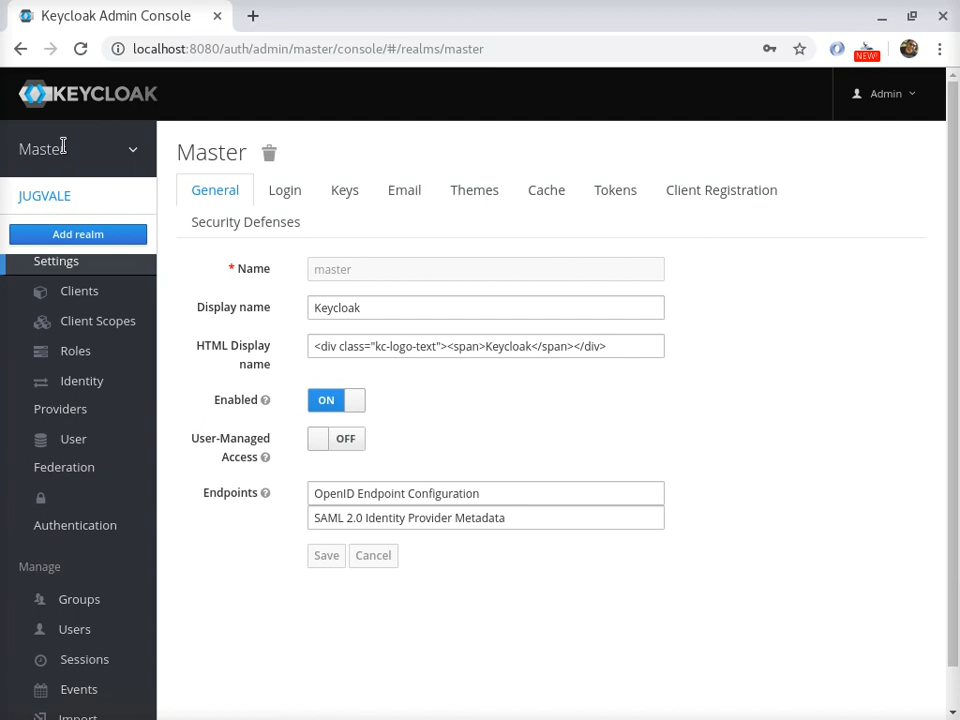 Keycloak Admin Console
localhost:8080/auth/admin/master/console/#/realms/master
NEW!
KEYCLOAK
Admin
Master
JUGVALE
Add realm
Settings
Clients
Client Scopes
Roles
Identity
Providers
User
Federation
Authentication
Manage
Groups
Users
Sessions
Events
Import
Master
General
Login
Keys
Email
Themes
Cache
Tokens
Client Registration
Security Defenses
* Name
master
Display name
Keycloak
HTML Display
name
<div class="kc-logo-text"><span>Keycloak</span></div>
Enabled
ON
User-Managed
Access
OFF
Endpoints
OpenID Endpoint Configuration
SAML 2.0 Identity Provider Metadata
Save
Cancel